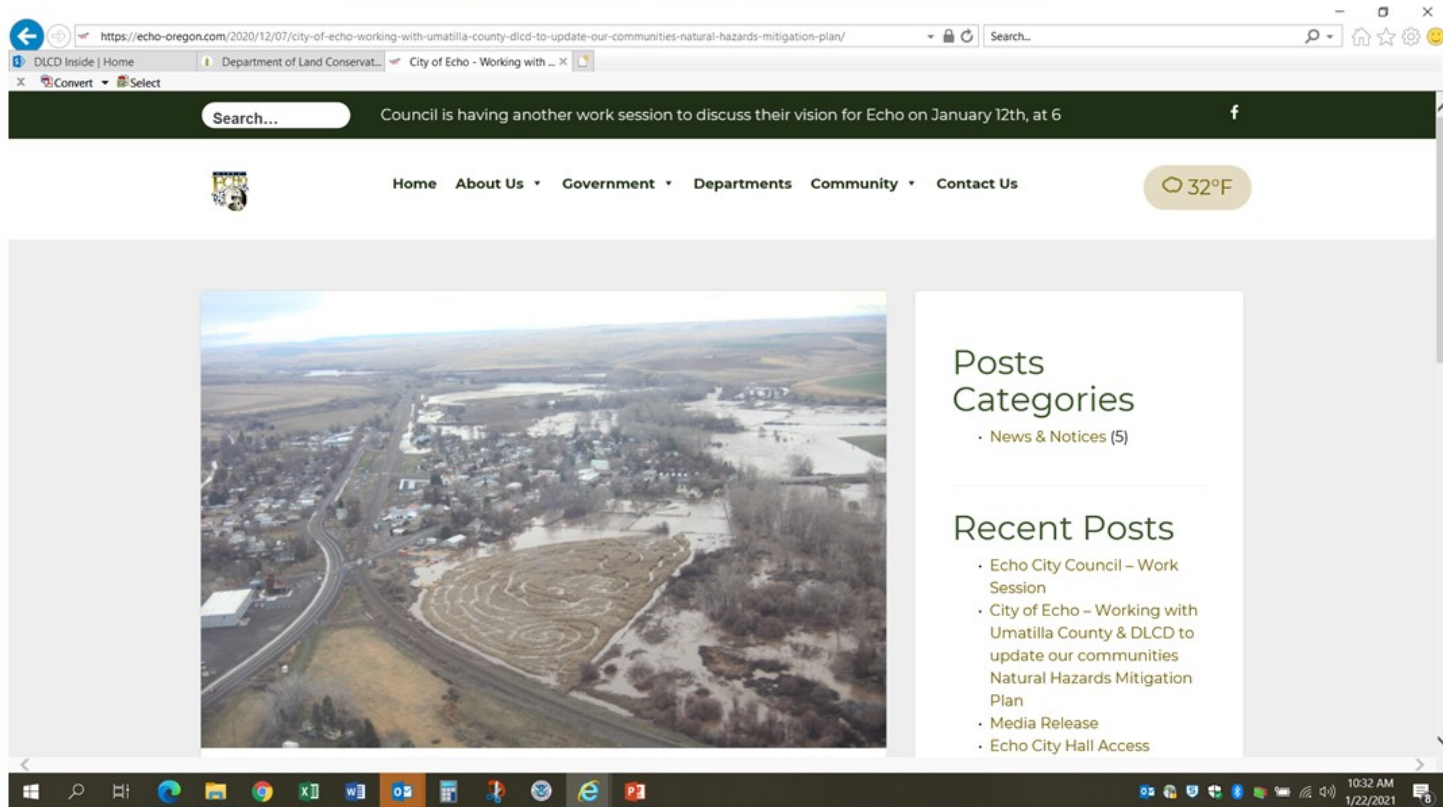 https://echo-oregon.com/2020/12/07/city-of-echo-working-with-umatilla-county-dlcd-to-update-our-communities-natural-hazards-mitigation-plan/
Search...
DLCD Inside | Home
Department of Land Conservat...
City of Echo - Working with ...
X Convert Select
Search...
Council is having another work session to discuss their vision for Echo on January 12th, at 6
f
ECHO
Home About Us Government Departments Community Contact Us
32°F
Posts
Categories
· News & Notices (5)
Recent Posts
· Echo City Council – Work
Session
· City of Echo – Working with
Umatilla County & DLCD to
update our communities
Natural Hazards Mitigation
Plan
· Media Release
· Echo City Hall Access
10:32 AM
1/22/2021